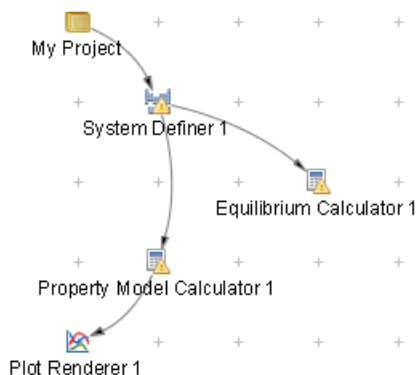 My Project
System Definer 1
Equilibrium Calculator 1
Property Model Calculator 1
Plot Renderer 1